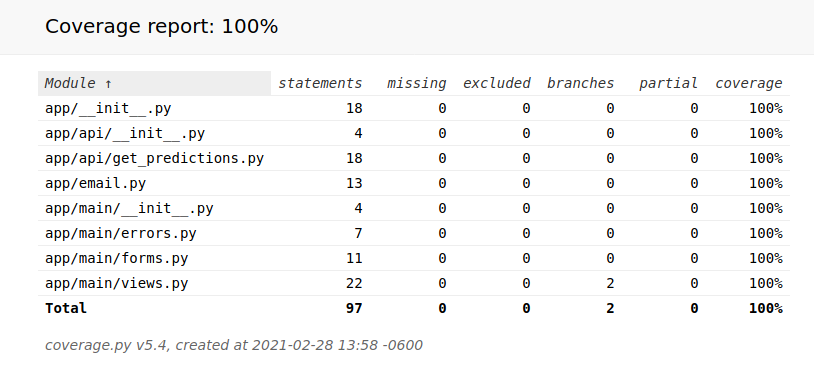 Coverage report: 100%
Module ↑ statements missing excluded branches partial coverage
app/__init__.py 18 0 0 0 0 100%
app/api/__init__.py 4 0 0 0 0 100%
app/api/get_predictions.py 18 0 0 0 0 100%
app/email.py 13 0 0 0 0 100%
app/main/__init__.py 4 0 0 0 0 100%
app/main/errors.py 7 0 0 0 0 100%
app/main/forms.py 11 0 0 0 0 100%
app/main/views.py 22 0 0 2 0 100%
Total 97 0 0 2 0 100%
coverage.py v5.4, created at 2021-02-28 13:58 -0600